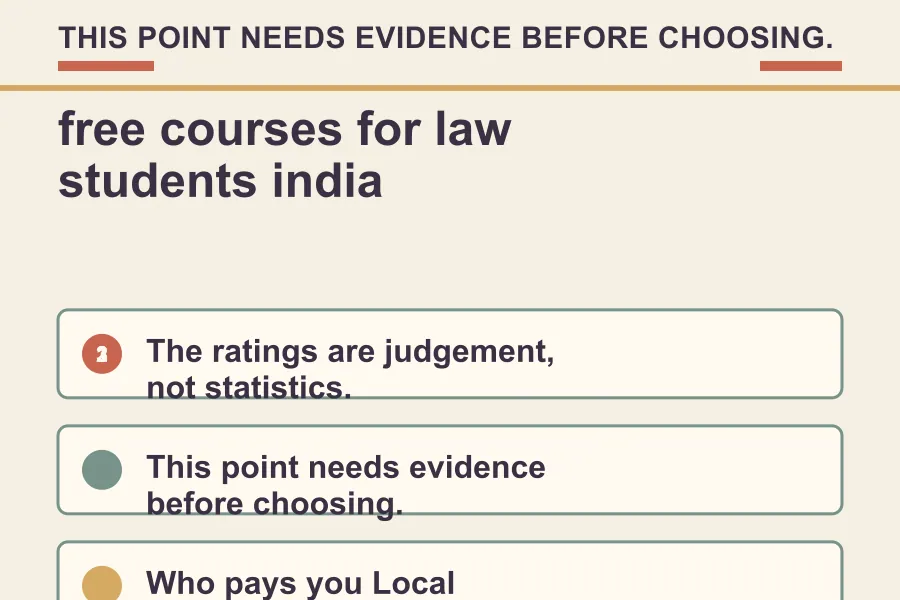 THIS POINT NEEDS EVIDENCE BEFORE CHOOSING.
free courses for law
students india
The ratings are judgement,
not statistics.
This point needs evidence
before choosing.
Who pays you Local